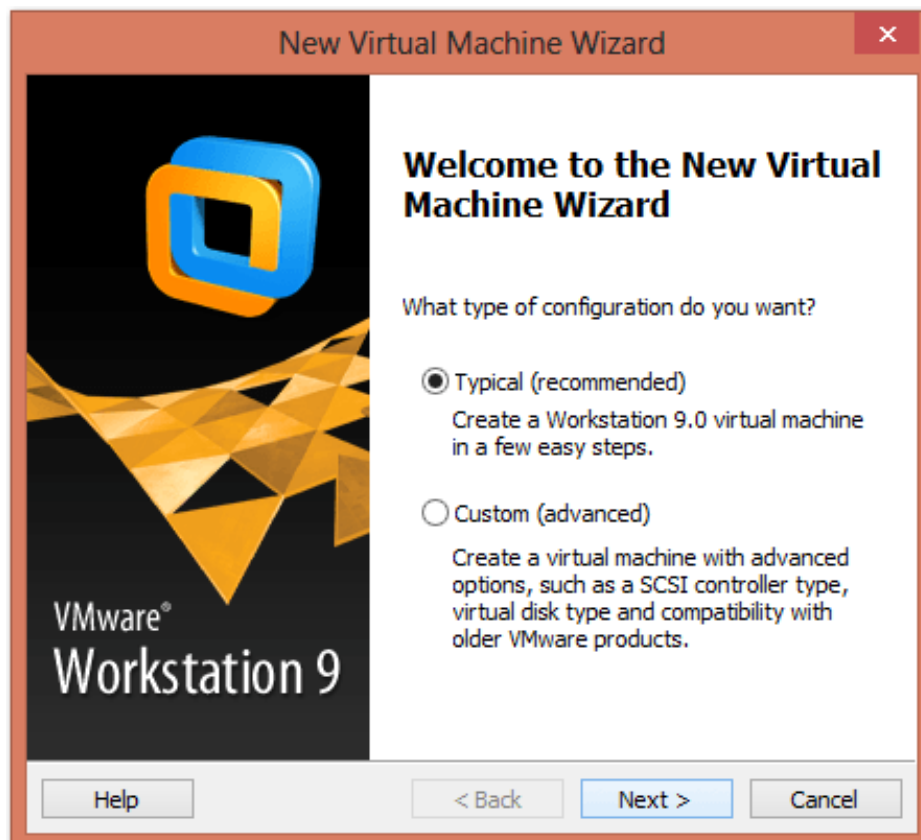 New Virtual Machine Wizard
Welcome to the New Virtual
Machine Wizard
What type of configuration do you want?
Typical (recommended)
Create a Workstation 9.0 virtual machine
in a few easy steps.
Custom (advanced)
Create a virtual machine with advanced
options, such as a SCSI controller type,
virtual disk type and compatibility with
older VMware products.
VMware®
Workstation 9
Help
< Back
Next >
Cancel